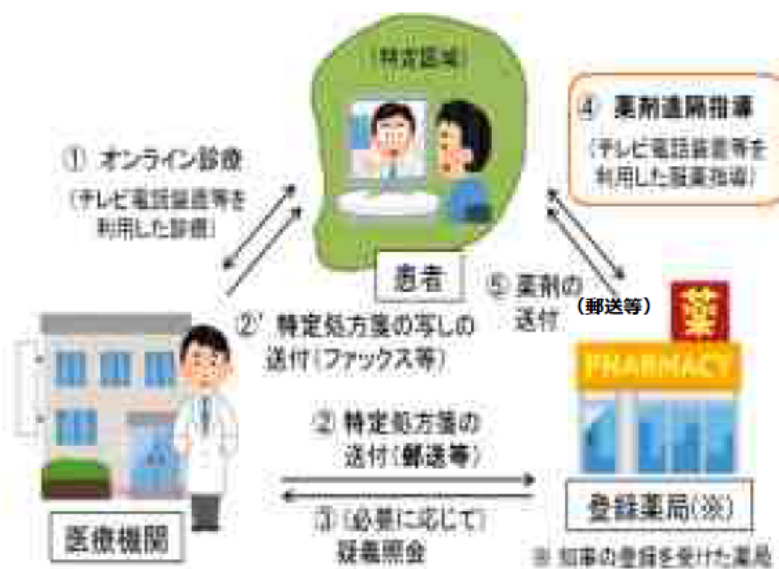 (特定区域)
① オンライン診療
(テレビ電話装置等を
利用した診療)
④ 薬剤遠隔指導
(テレビ電話装置等を
利用した服薬指導)
患者
⑤ 薬剤の
送付
(郵送等)
②’ 特定処方箋の写しの
送付(ファックス等)
薬
PHARMACY
② 特定処方箋の
送付(郵送等)
③ (必要に応じて)
疑義照会
医療機関
登録薬局(※)
※ 知事の登録を受けた薬局